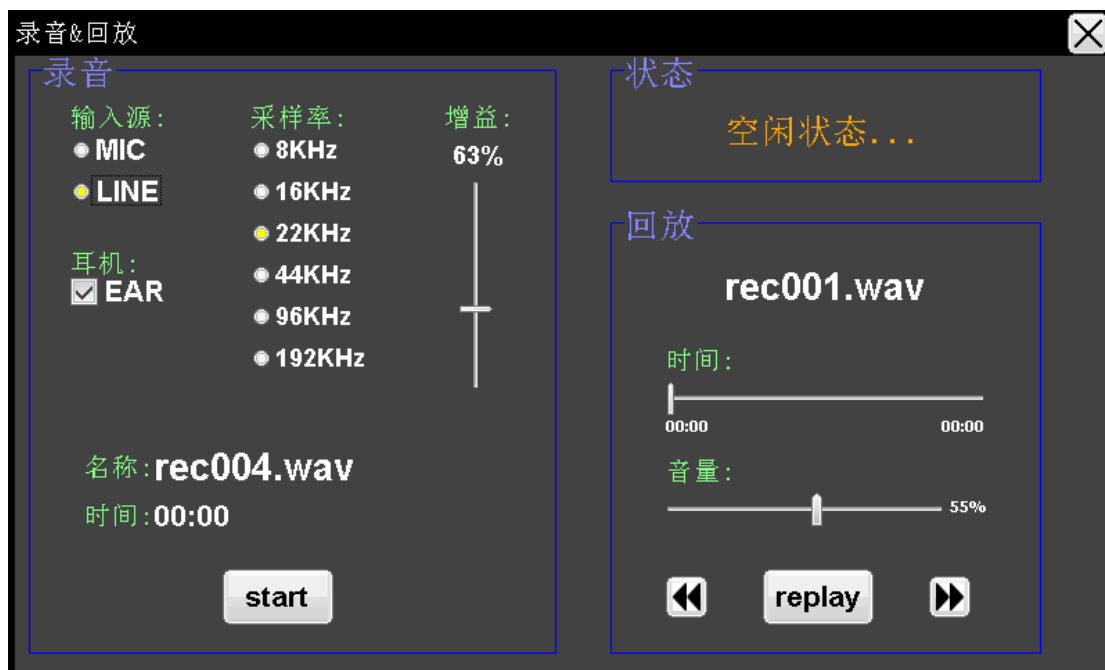 录音&回放
录音
输入源:
MIC
LINE
耳机:
EAR
采样率:
8KHz
16KHz
22KHz
44KHz
96KHz
192KHz
增益:
63%
名称:rec004.wav
时间:00:00
start
状态
空闲状态...
回放
rec001.wav
时间:
00:00 00:00
音量:
55%
replay